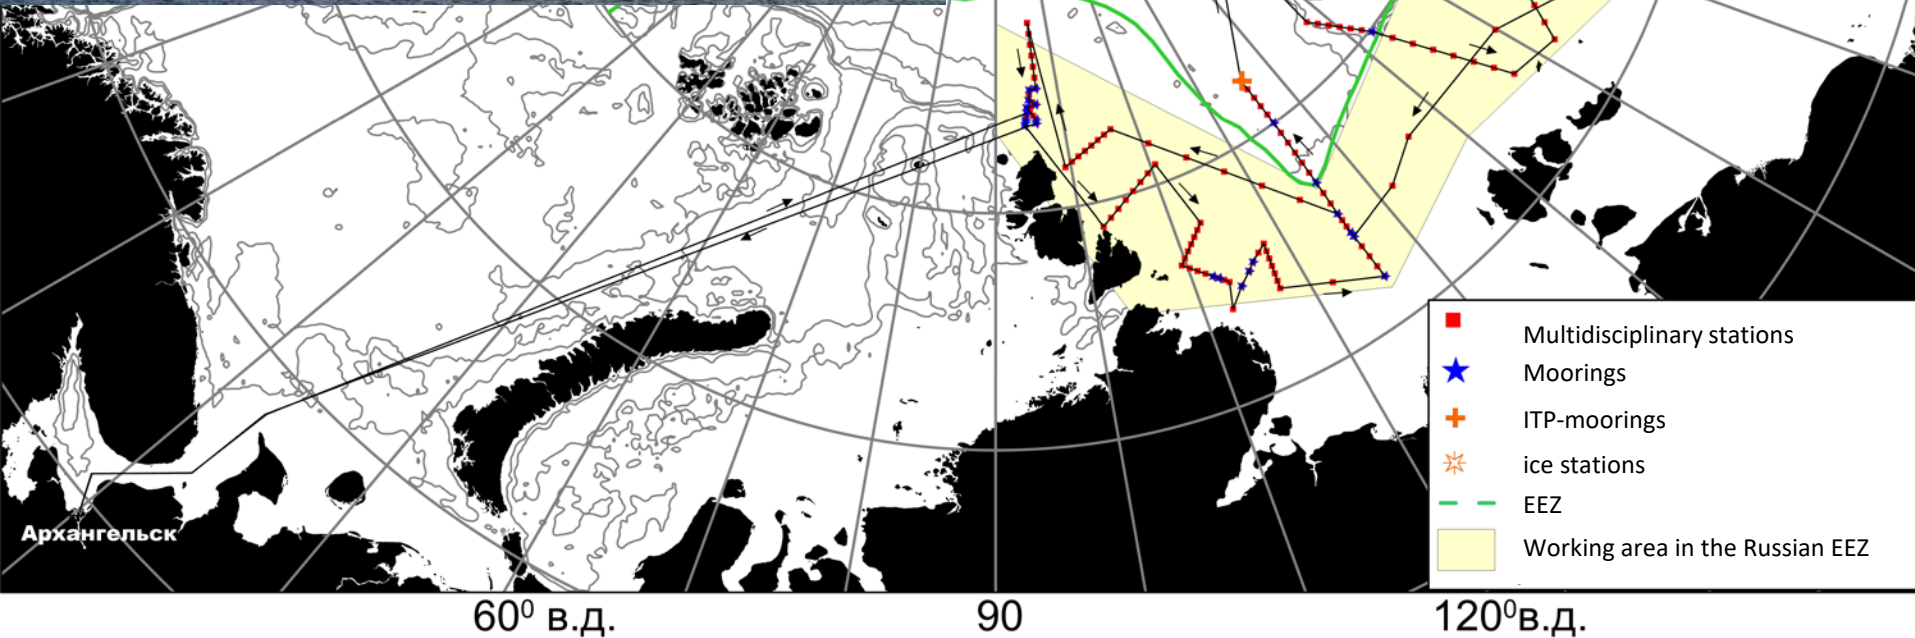 Multidisciplinary stations
Moorings
ITP-moorings
ice stations
EEZ
Working area in the Russian EEZ
Архангельск
60⁰ в.д.
90
120⁰в.д.